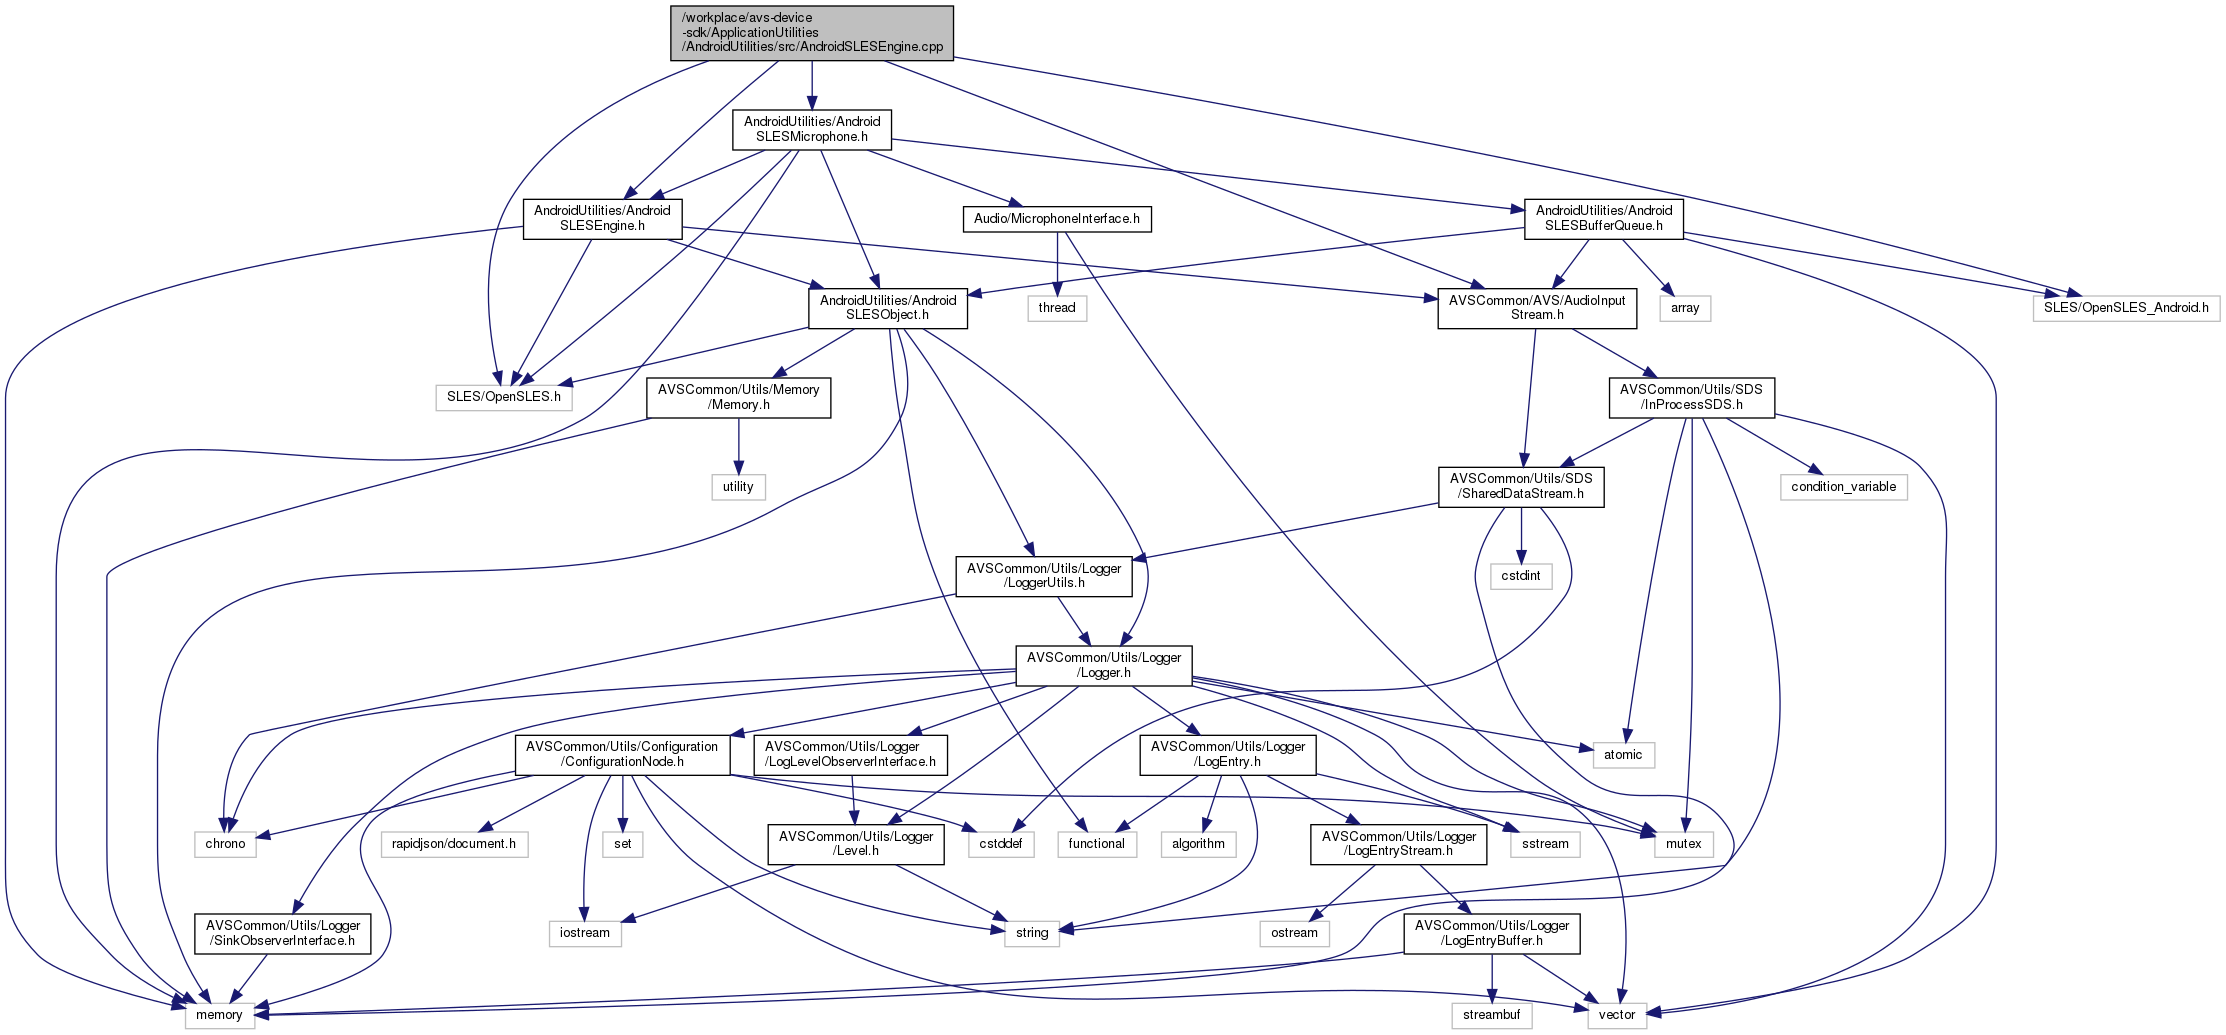 /workplace/avs-device
-sdk/ApplicationUtilities
/AndroidUtilities/src/AndroidSLESEngine.cpp
AndroidUtilities/Android
SLESMicrophone.h
AndroidUtilities/Android
SLESEngine.h
Audio/MicrophoneInterface.h
AndroidUtilities/Android
SLESBufferQueue.h
AndroidUtilities/Android
SLESObject.h
thread
AVSCommon/AVS/AudioInput
Stream.h
array
SLES/OpenSLES_Android.h
SLES/OpenSLES.h
AVSCommon/Utils/Memory
/Memory.h
AVSCommon/Utils/SDS
/InProcessSDS.h
utility
AVSCommon/Utils/SDS
/SharedDataStream.h
condition_variable
AVSCommon/Utils/Logger
/LoggerUtils.h
cstdint
AVSCommon/Utils/Logger
/Logger.h
AVSCommon/Utils/Configuration
/ConfigurationNode.h
AVSCommon/Utils/Logger
/LogLevelObserverInterface.h
AVSCommon/Utils/Logger
/LogEntry.h
atomic
chrono
rapidjson/document.h
set
AVSCommon/Utils/Logger
/Level.h
cstddef
functional
algorithm
AVSCommon/Utils/Logger
/LogEntryStream.h
sstream
mutex
AVSCommon/Utils/Logger
/SinkObserverInterface.h
iostream
string
ostream
AVSCommon/Utils/Logger
/LogEntryBuffer.h
memory
streambuf
vector